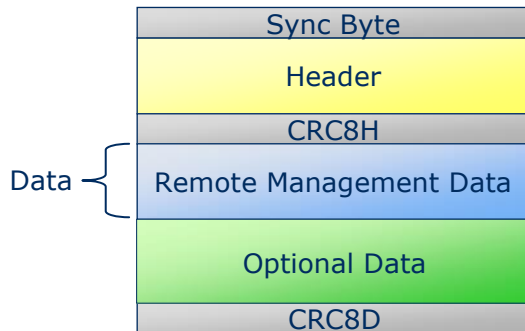 Sync Byte
Header
CRC8H
Data
Remote Management Data
Optional Data
CRC8D